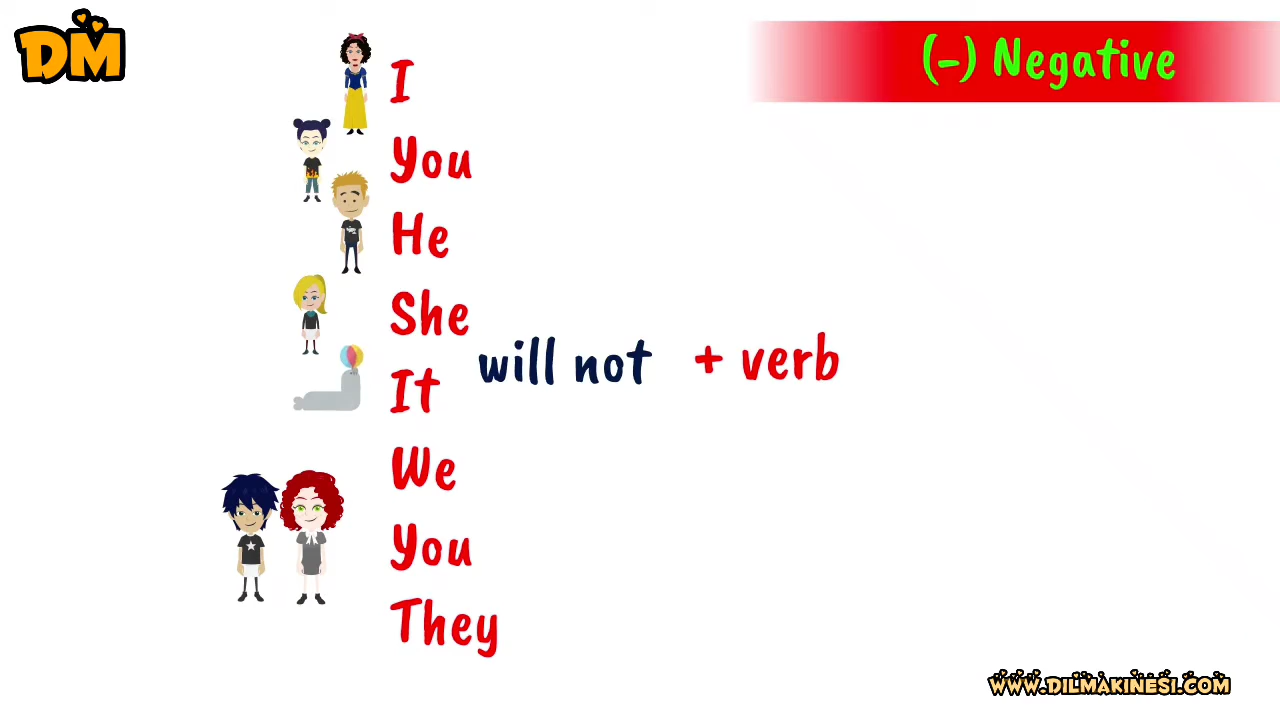 DM
(-) Negative
I
You
He
She
It
will not + verb
We
You
They
WWW.DILMAKINESI.COM